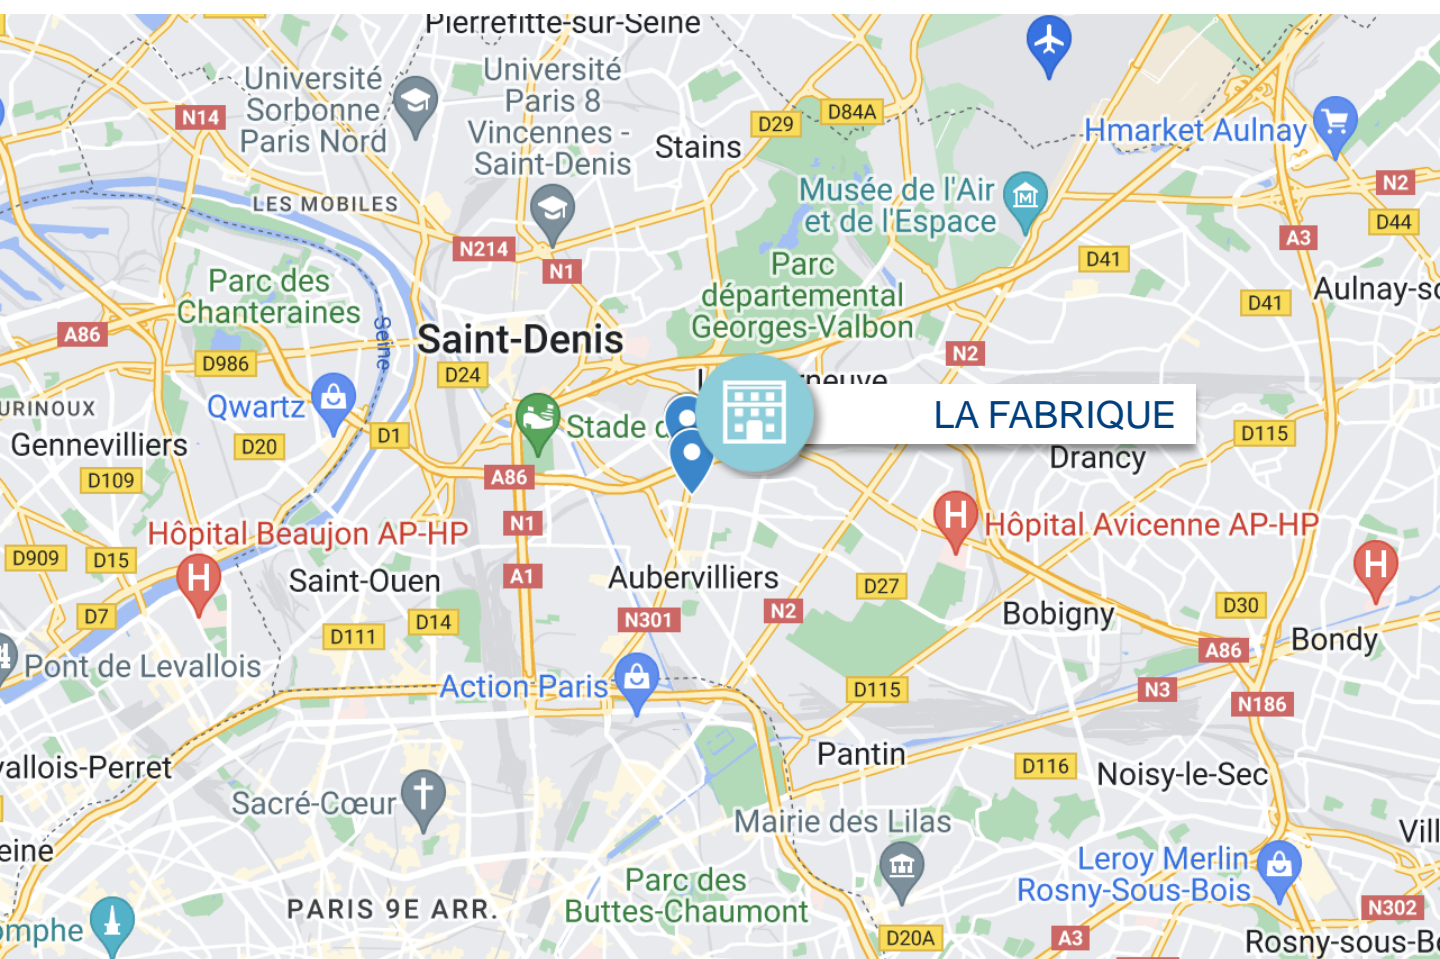 Pierrefitte-sur-Seine
Université
Sorbonne
Paris Nord
Université
Paris 8
Vincennes -
Saint-Denis
N14
Stains
D29
D84A
Hmarket Aulnay
N2
D44
A3
Musée de l'Air
et de l'Espace
LES MOBILES
N214
N1
D41
D41
Aulnay-so
Parc des
Chanteraines
Parc
départemental
Georges-Valbon
A86
Seine
Saint-Denis
N2
D986
D24
rneuve
URINOUX
Qwartz
Stade d
LA FABRIQUE
D1
D20
Gennevilliers
D115
Drancy
D109
A86
Hôpital Beaujon AP-HP
N1
Hôpital Avicenne AP-HP
D909
D15
Saint-Ouen
A1
Aubervilliers
D27
D7
D111
D14
N301
N2
Bobigny
D30
Bondy
A86
Pont de Levallois
Action Paris
D115
N3
N186
vallois-Perret
Pantin
D116
Noisy-le-Sec
Sacré-Cœur
Mairie des Lilas
Vill
eine
Leroy Merlin
Rosny-Sous-Bois
Parc des
Buttes-Chaumont
PARIS 9E ARR.
N302
omphe
D20A
A3
Rosny-sous-Bo